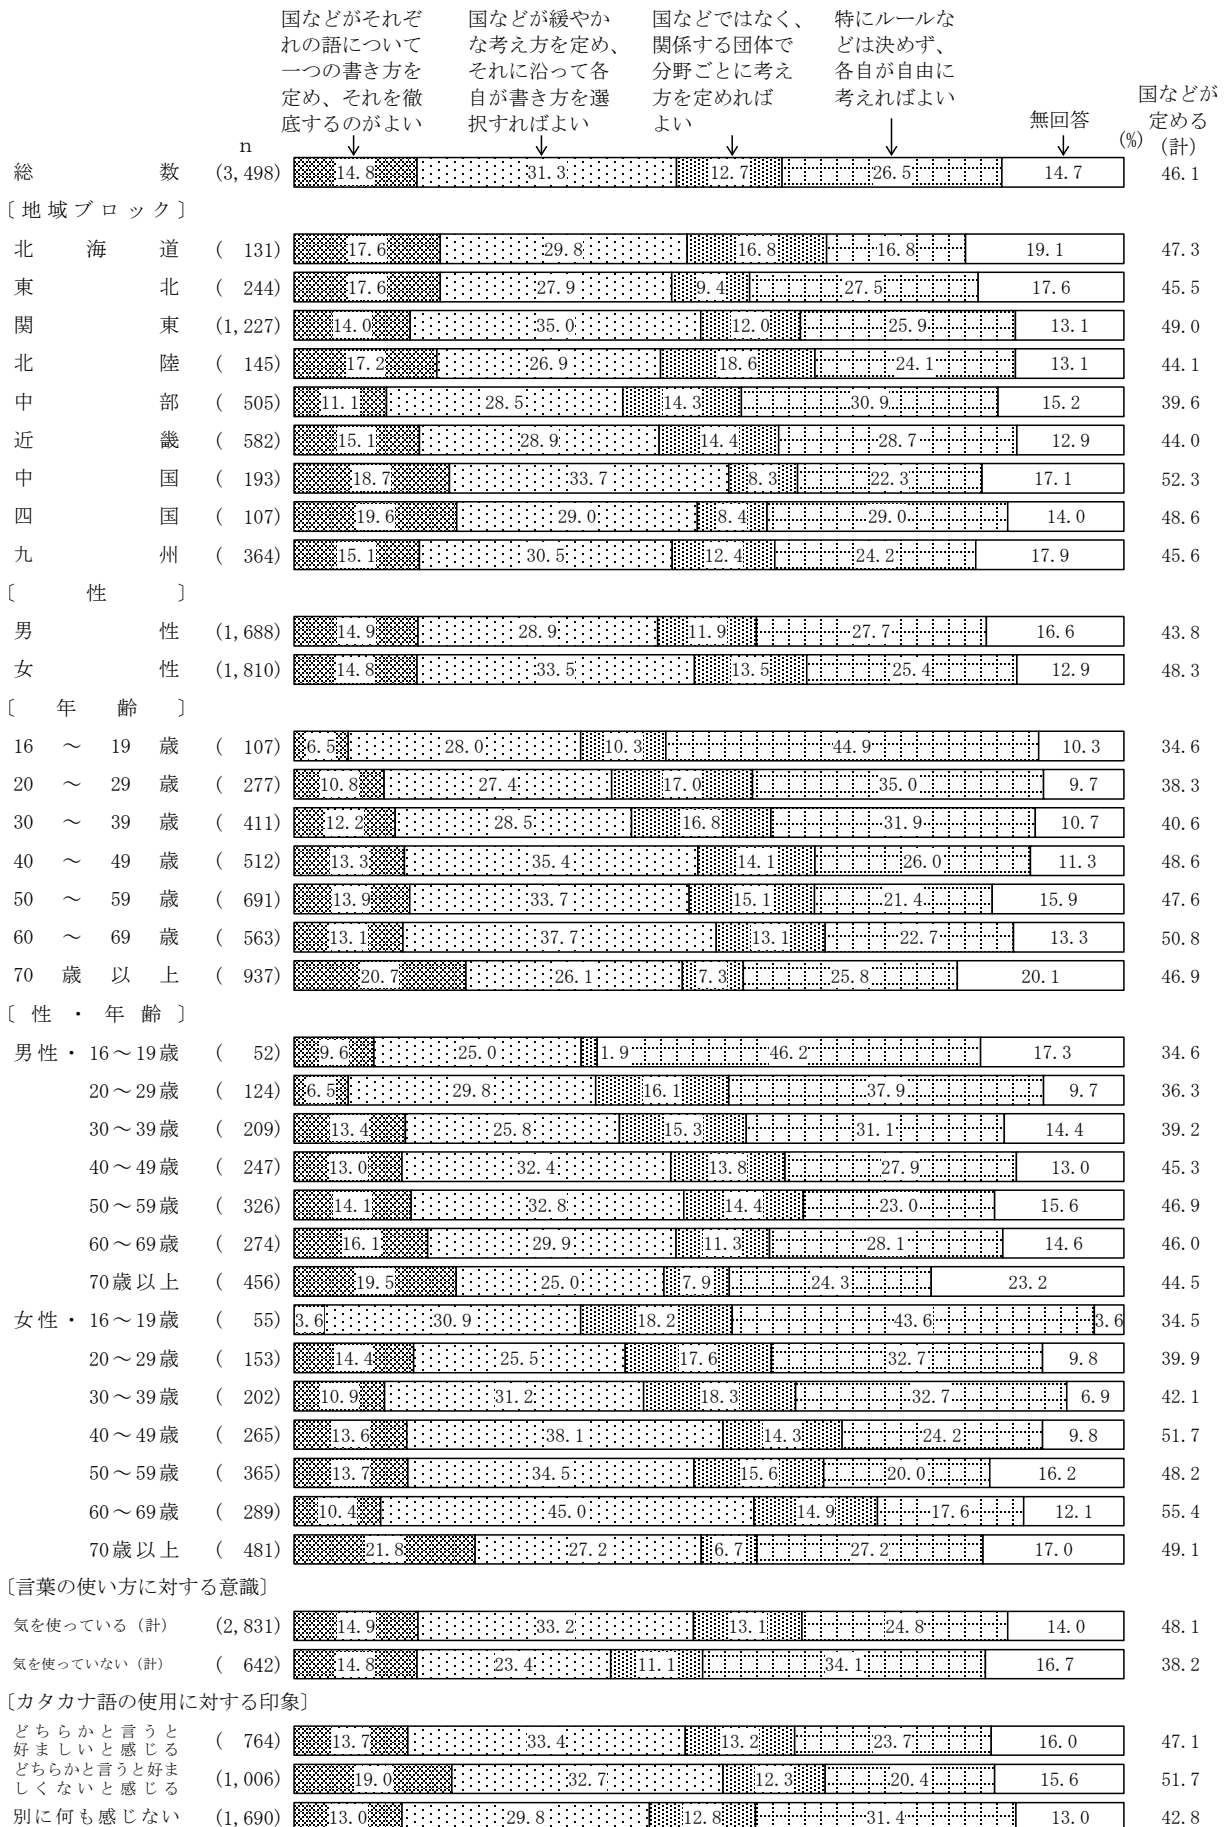 国などがそれぞれの語について一つの書き方を定め、それを徹底するのがよい
国などが緩やかな考え方を定め、それに沿って各自が書き方を選択すればよい
国などではなく、関係する団体で分野ごとに考え方を定めればよい
特にルールなどは決めず、各自が自由に考えればよい
無回答
(%)
国などが定める(計)
n
総数 (3,498) 14.8 31.3 12.7 26.5 14.7 46.1
〔地域ブロック〕
北海道 ( 131) 17.6 29.8 16.8 16.8 19.1 47.3
東北 ( 244) 17.6 27.9 9.4 27.5 17.6 45.5
関東 (1,227) 14.0 35.0 12.0 25.9 13.1 49.0
北陸 ( 145) 17.2 26.9 18.6 24.1 13.1 44.1
中部 ( 505) 11.1 28.5 14.3 30.9 15.2 39.6
近畿 ( 582) 15.1 28.9 14.4 28.7 12.9 44.0
中国 ( 193) 18.7 33.7 8.3 22.3 17.1 52.3
四国 ( 107) 19.6 29.0 8.4 29.0 14.0 48.6
九州 ( 364) 15.1 30.5 12.4 24.2 17.9 45.6
〔性〕
男性 (1,688) 14.9 28.9 11.9 27.7 16.6 43.8
女性 (1,810) 14.8 33.5 13.5 25.4 12.9 48.3
〔年齢〕
16～19歳 ( 107) 6.5 28.0 10.3 44.9 10.3 34.6
20～29歳 ( 277) 10.8 27.4 17.0 35.0 9.7 38.3
30～39歳 ( 411) 12.2 28.5 16.8 31.9 10.7 40.6
40～49歳 ( 512) 13.3 35.4 14.1 26.0 11.3 48.6
50～59歳 ( 691) 13.9 33.7 15.1 21.4 15.9 47.6
60～69歳 ( 563) 13.1 37.7 13.1 22.7 13.3 50.8
70歳以上 ( 937) 20.7 26.1 7.3 25.8 20.1 46.9
〔性・年齢〕
男性・16～19歳 ( 52) 9.6 25.0 1.9 46.2 17.3 34.6
20～29歳 ( 124) 6.5 29.8 16.1 37.9 9.7 36.3
30～39歳 ( 209) 13.4 25.8 15.3 31.1 14.4 39.2
40～49歳 ( 247) 13.0 32.4 13.8 27.9 13.0 45.3
50～59歳 ( 326) 14.1 32.8 14.4 23.0 15.6 46.9
60～69歳 ( 274) 16.1 29.9 11.3 28.1 14.6 46.0
70歳以上 ( 456) 19.5 25.0 7.9 24.3 23.2 44.5
女性・16～19歳 ( 55) 3.6 30.9 18.2 43.6 3.6 34.5
20～29歳 ( 153) 14.4 25.5 17.6 32.7 9.8 39.9
30～39歳 ( 202) 10.9 31.2 18.3 32.7 6.9 42.1
40～49歳 ( 265) 13.6 38.1 14.3 24.2 9.8 51.7
50～59歳 ( 365) 13.7 34.5 15.6 20.0 16.2 48.2
60～69歳 ( 289) 10.4 45.0 14.9 17.6 12.1 55.4
70歳以上 ( 481) 21.8 27.2 6.7 27.2 17.0 49.1
〔言葉の使い方に対する意識〕
気を使っている（計） (2,831) 14.9 33.2 13.1 24.8 14.0 48.1
気を使っていない（計） ( 642) 14.8 23.4 11.1 34.1 16.7 38.2
〔カタカナ語の使用に対する印象〕
どちらかと言うと好ましいと感じる ( 764) 13.7 33.4 13.2 23.7 16.0 47.1
どちらかと言うと好ましくないと感じる (1,006) 19.0 32.7 12.3 20.4 15.6 51.7
別に何も感じない (1,690) 13.0 29.8 12.8 31.4 13.0 42.8